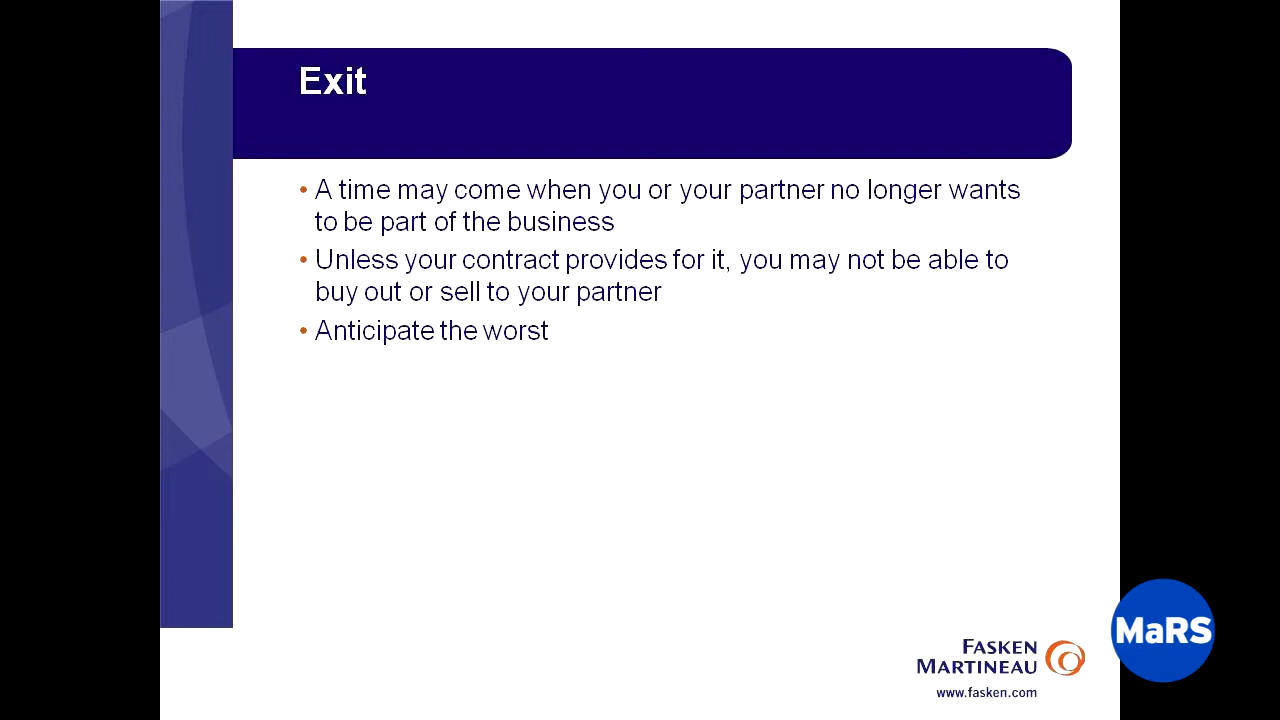 Exit
• A time may come when you or your partner no longer wants
to be part of the business
• Unless your contract provides for it, you may not be able to
buy out or sell to your partner
• Anticipate the worst
FASKEN
MARTINEAU
www.fasken.com
MaRS